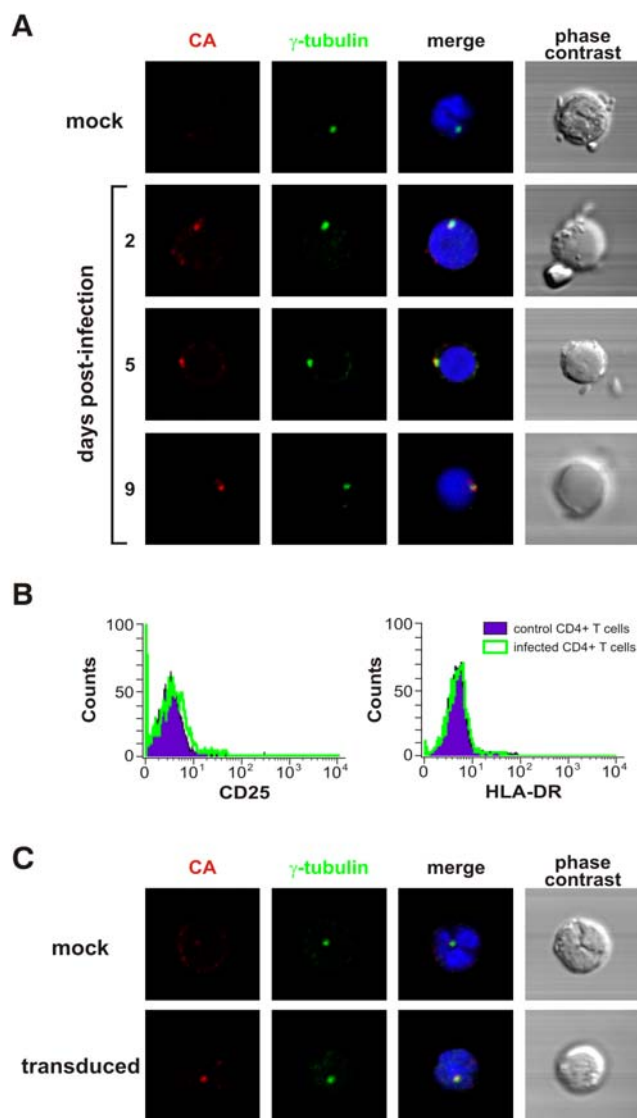 A
CA γ-tubulin merge phase contrast
mock
days post-infection
2
5
9
B
100
50
0
Counts
0 10¹ 10² 10³ 10⁴
CD25
100
50
0
Counts
0 10¹ 10² 10³ 10⁴
HLA-DR
control CD4+ T cells
infected CD4+ T cells
C
CA γ-tubulin merge phase contrast
mock
transduced